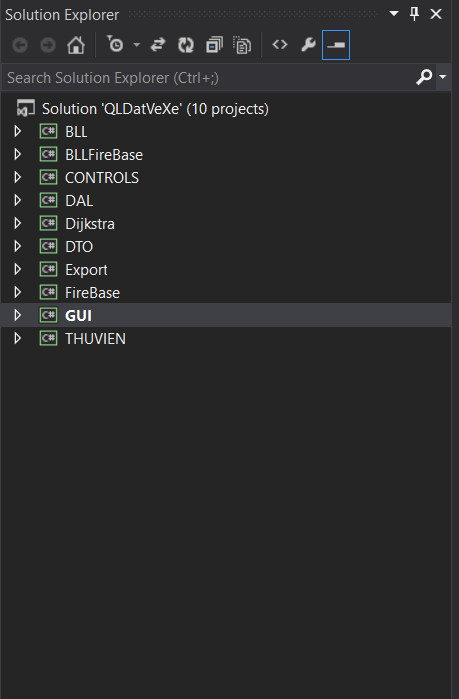 Solution Explorer
Search Solution Explorer (Ctrl+;)
Solution 'QLDatVeXe' (10 projects)
C# BLL
C# BLLFireBase
C# CONTROLS
C# DAL
C# Dijkstra
C# DTO
C# Export
C# FireBase
C# GUI
C# THUVIEN